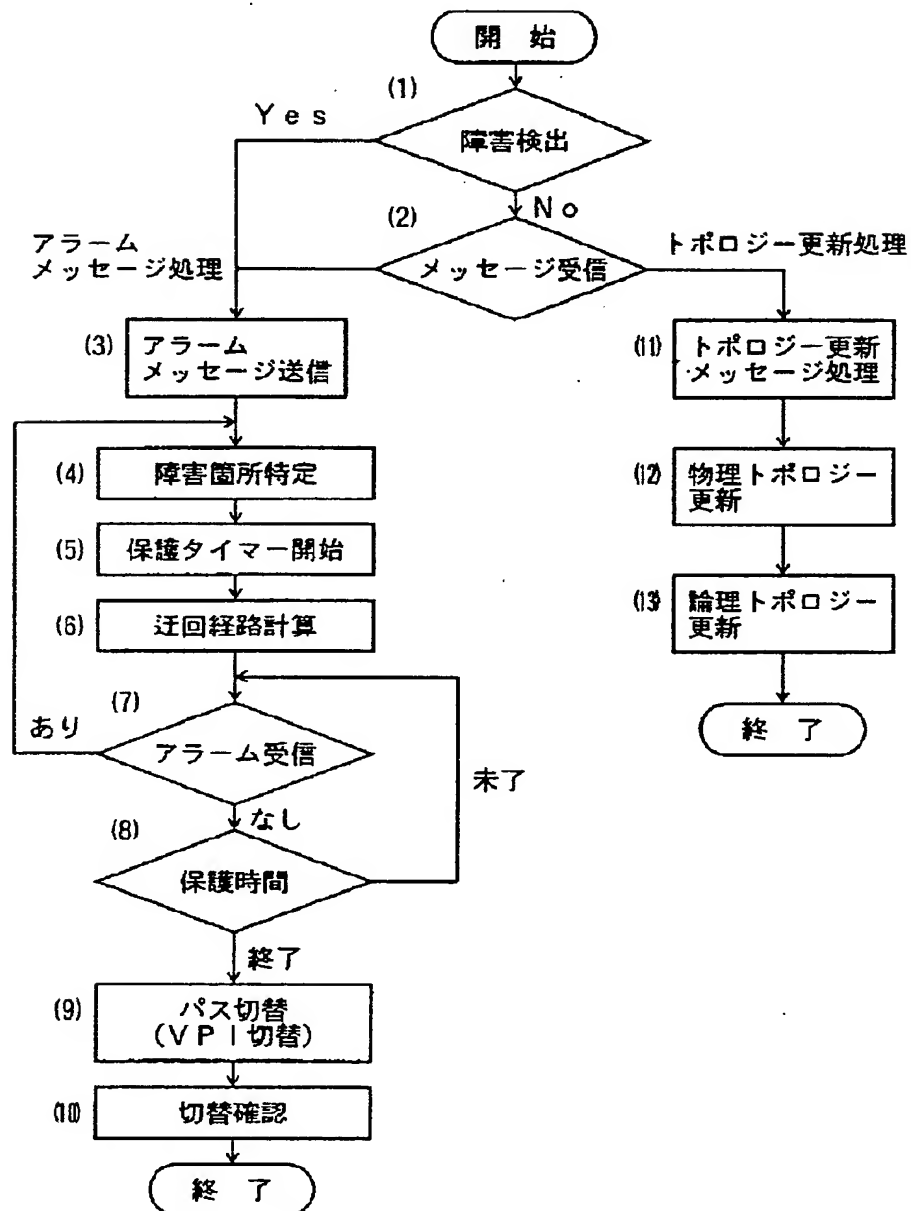 開 始
(1)
Yes
障害検出
(2)
No
アラーム
メッセージ処理
メッセージ受信
トポロジー更新処理
(3)
アラーム
メッセージ送信
(11)
トポロジー更新
メッセージ処理
(4)
障害箇所特定
(12)
物理トポロジー
更新
(5)
保護タイマー開始
(6)
迂回経路計算
(13)
論理トポロジー
更新
(7)
あり
アラーム受信
終 了
未了
なし
(8)
保護時間
終了
(9)
パス切替
(VPI切替)
(10)
切替確認
終 了